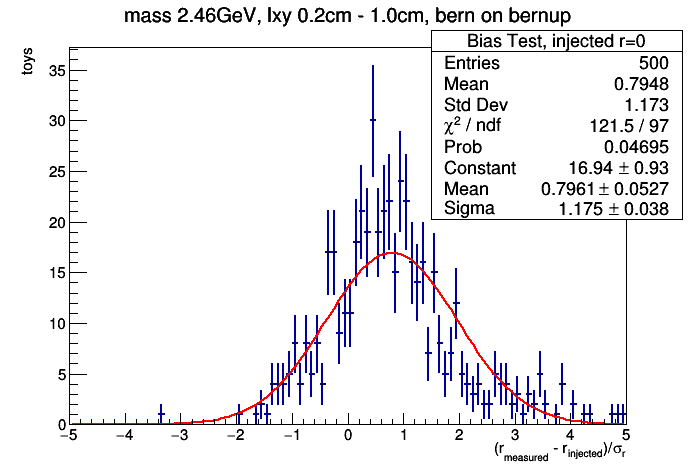 mass 2.46GeV, lxy 0.2cm - 1.0cm, bern on bernup
Bias Test, injected r=0
Entries 500
Mean 0.7948
Std Dev 1.173
χ² / ndf 121.5 / 97
Prob 0.04695
Constant 16.94 ± 0.93
Mean 0.7961 ± 0.0527
Sigma 1.175 ± 0.038
toys
35
30
25
20
15
10
5
0
−5 −4 −3 −2 −1 0 1 2 3 4 5
(r_measured - r_injected)/σ_r